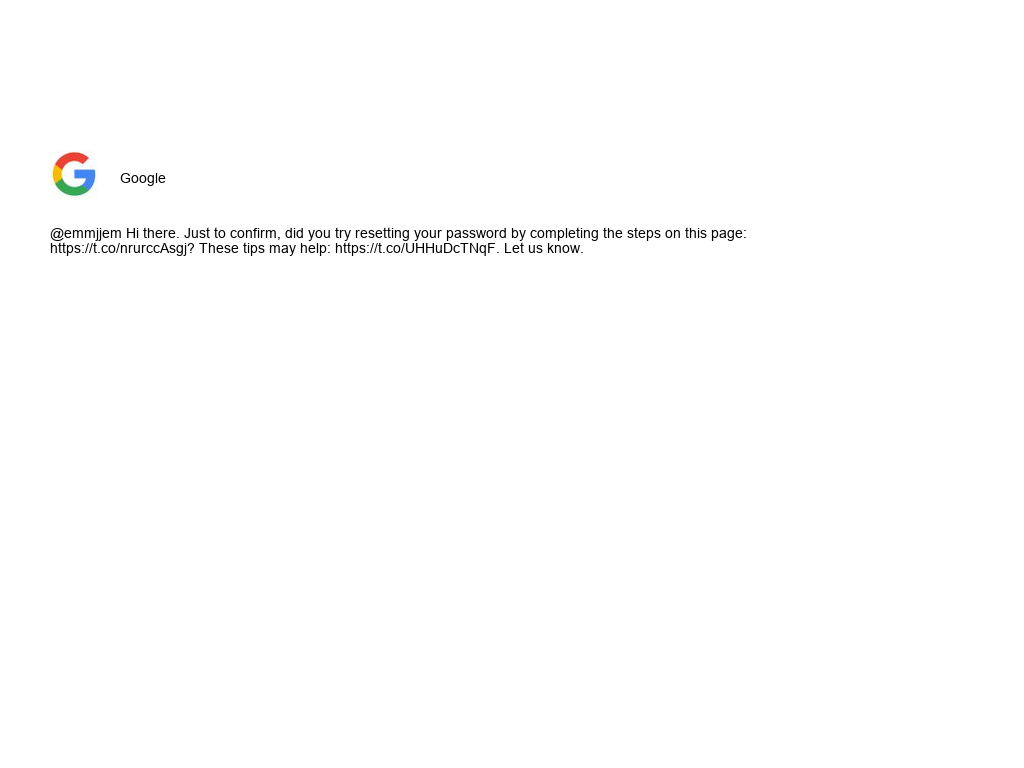 Google
@emmjjem Hi there. Just to confirm, did you try resetting your password by completing the steps on this page:
https://t.co/nrurccAsgj? These tips may help: https://t.co/UHHuDcTNqF. Let us know.